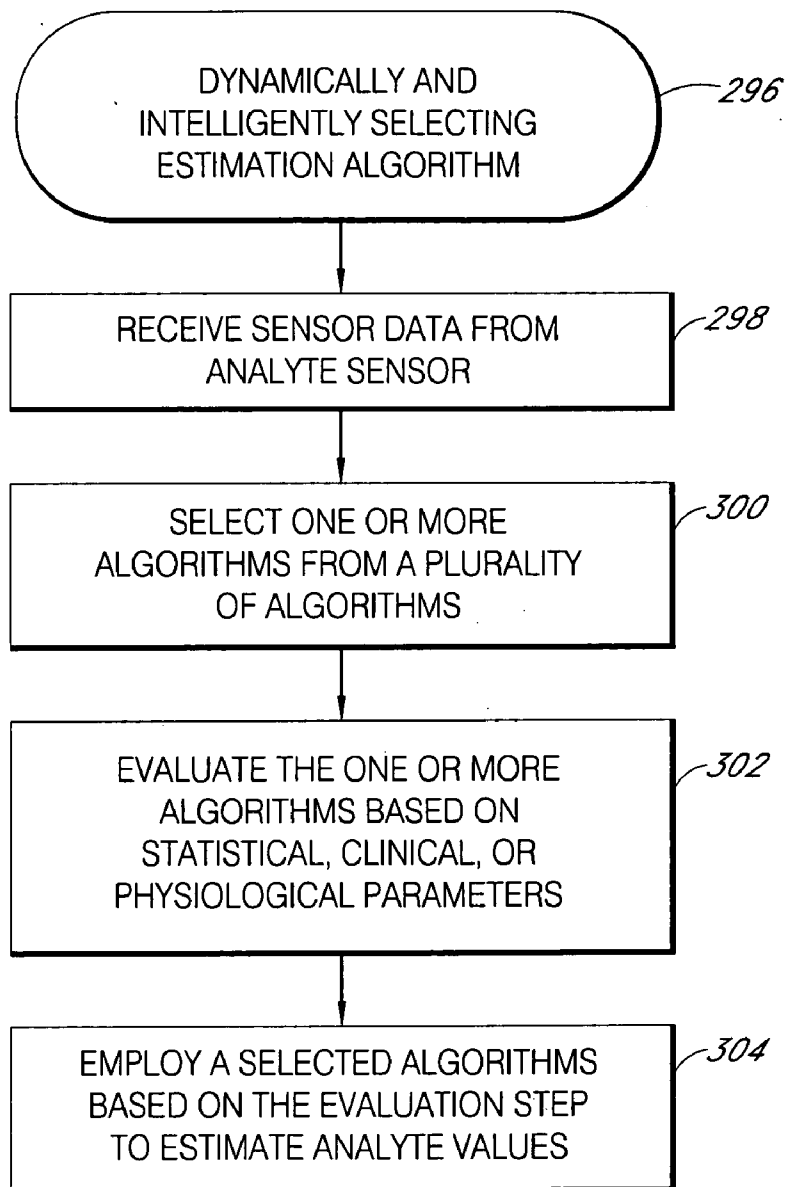 DYNAMICALLY AND
INTELLIGENTLY SELECTING
ESTIMATION ALGORITHM
296
RECEIVE SENSOR DATA FROM
ANALYTE SENSOR
298
SELECT ONE OR MORE
ALGORITHMS FROM A PLURALITY
OF ALGORITHMS
300
EVALUATE THE ONE OR MORE
ALGORITHMS BASED ON
STATISTICAL, CLINICAL, OR
PHYSIOLOGICAL PARAMETERS
302
EMPLOY A SELECTED ALGORITHMS
BASED ON THE EVALUATION STEP
TO ESTIMATE ANALYTE VALUES
304